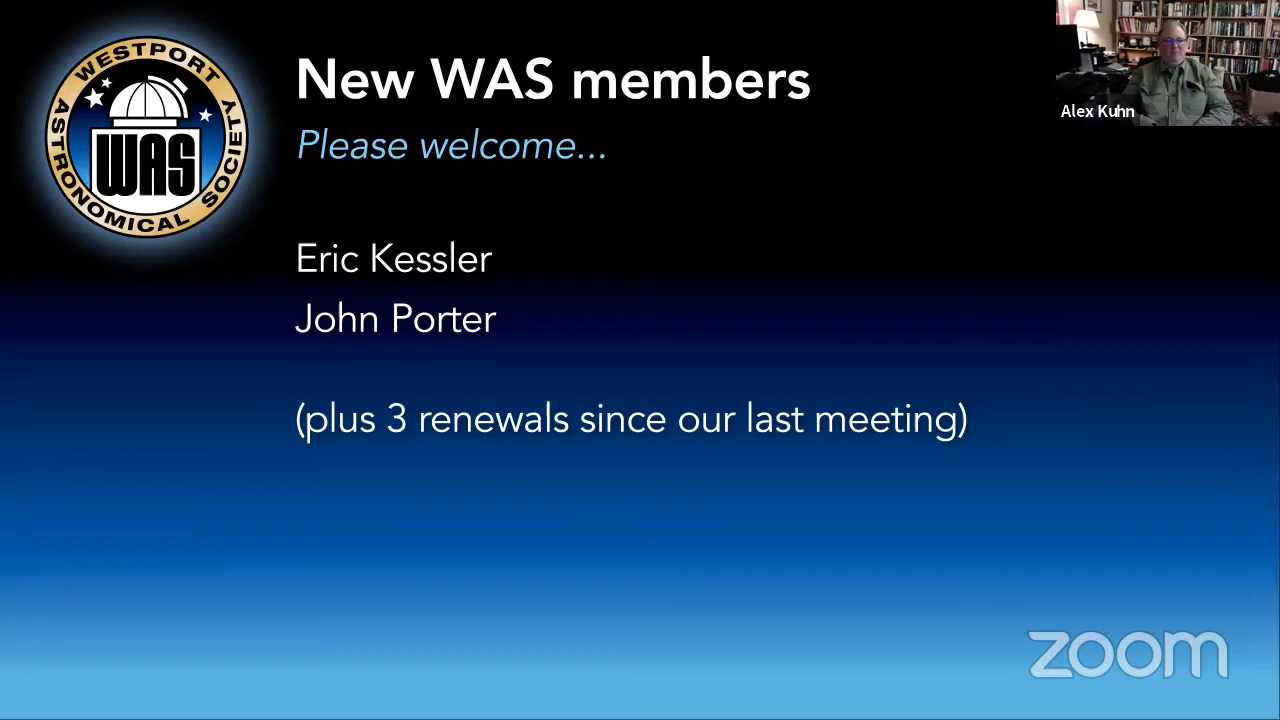 WESTPORT
ASTRONOMICAL SOCIETY
WAS
New WAS members
Please welcome...
Alex Kuhn
Eric Kessler
John Porter
(plus 3 renewals since our last meeting)
zoom